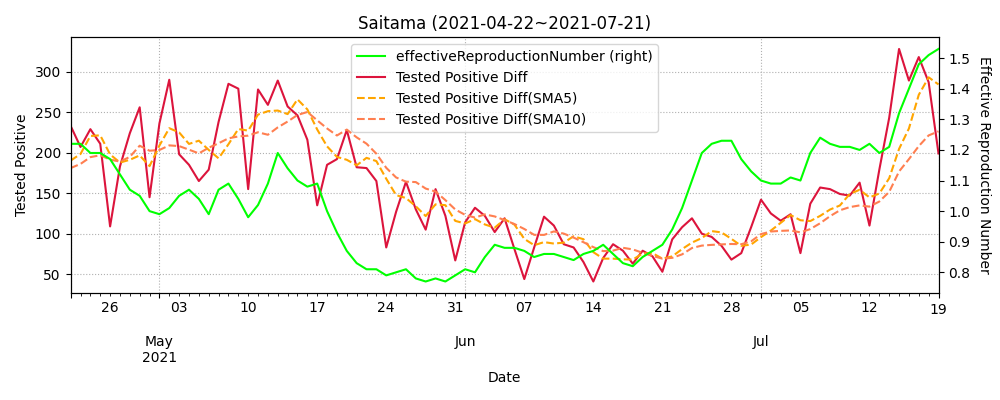 Saitama (2021-04-22~2021-07-21)
effectiveReproductionNumber (right)
Tested Positive Diff
Tested Positive Diff(SMA5)
Tested Positive Diff(SMA10)
Tested Positive
300
250
200
150
100
50
1.5
1.4
1.3
1.2
1.1
1.0
0.9
0.8
Effective Reproduction Number
26 03 10 17 24 31 07 14 21 28 05 12 19
May Jun Jul
2021
Date